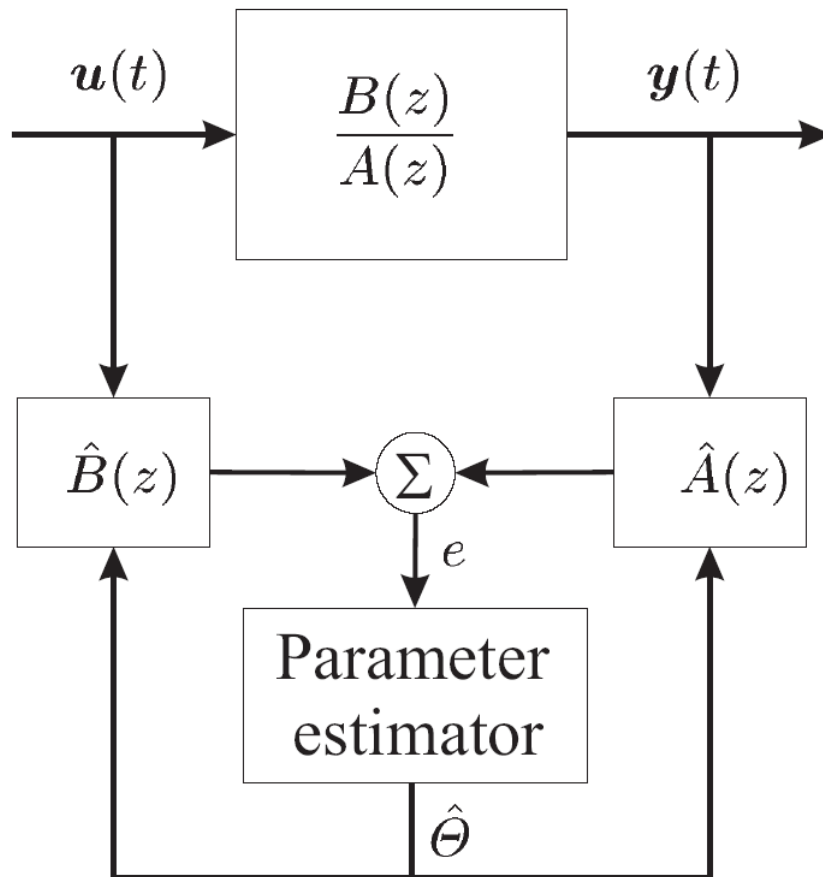 u(t)
y(t)
B(z)
A(z)
B̂(z)
Σ
Â(z)
e
Parameter
estimator
Θ̂